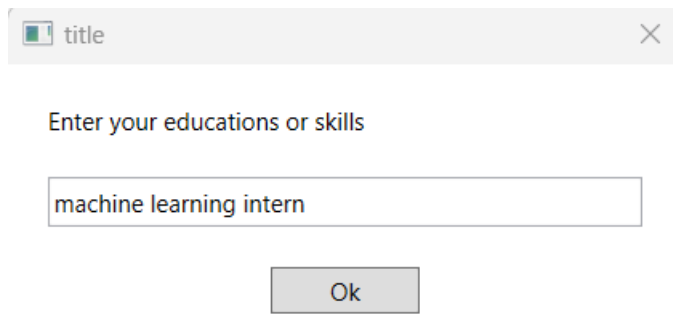 title
Enter your educations or skills
machine learning intern
Ok